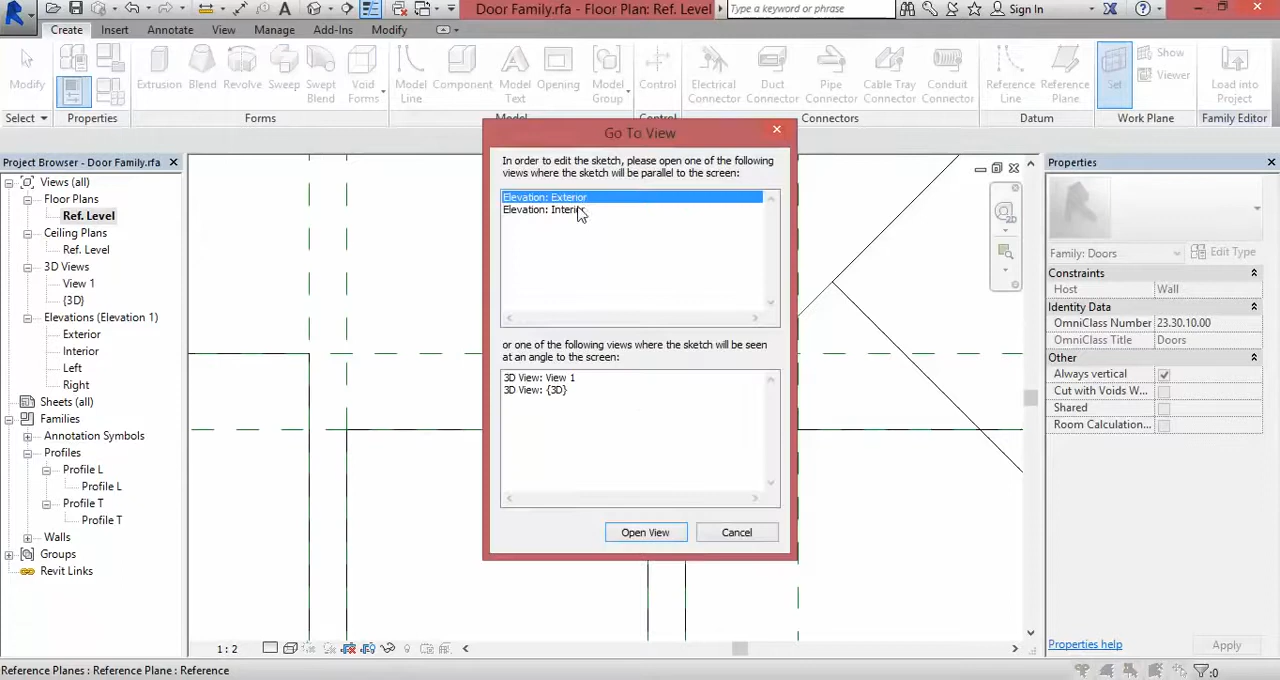 Door Family.rfa - Floor Plan: Ref. Level
Type a keyword or phrase
Sign In
Create Insert Annotate View Manage Add-Ins Modify
Modify
Extrusion Blend Revolve Sweep Swept Blend Void Forms
Model Line Component Model Text Opening Model Group
Control
Electrical Connector Duct Connector Pipe Connector Cable Tray Connector Conduit Connector
Reference Line Reference Plane
Set Show Viewer
Load into Project
Select Properties Forms Model Control Connectors Datum Work Plane Family Editor
Project Browser - Door Family.rfa
Views (all)
Floor Plans
Ref. Level
Ceiling Plans
Ref. Level
3D Views
View 1
{3D}
Elevations (Elevation 1)
Exterior
Interior
Left
Right
Sheets (all)
Families
Annotation Symbols
Profiles
Profile L
Profile L
Profile T
Profile T
Walls
Groups
Revit Links
Go To View
In order to edit the sketch, please open one of the following
views where the sketch will be parallel to the screen:
Elevation: Exterior
Elevation: Interior
or one of the following views where the sketch will be seen
at an angle to the screen:
3D View: View 1
3D View: {3D}
Open View Cancel
2D
Properties
Family: Doors Edit Type
Constraints
Host Wall
Identity Data
OmniClass Number 23.30.10.00
OmniClass Title Doors
Other
Always vertical
Cut with Voids W...
Shared
Room Calculation...
Properties help Apply
1 : 2
Reference Planes : Reference Plane : Reference
:0